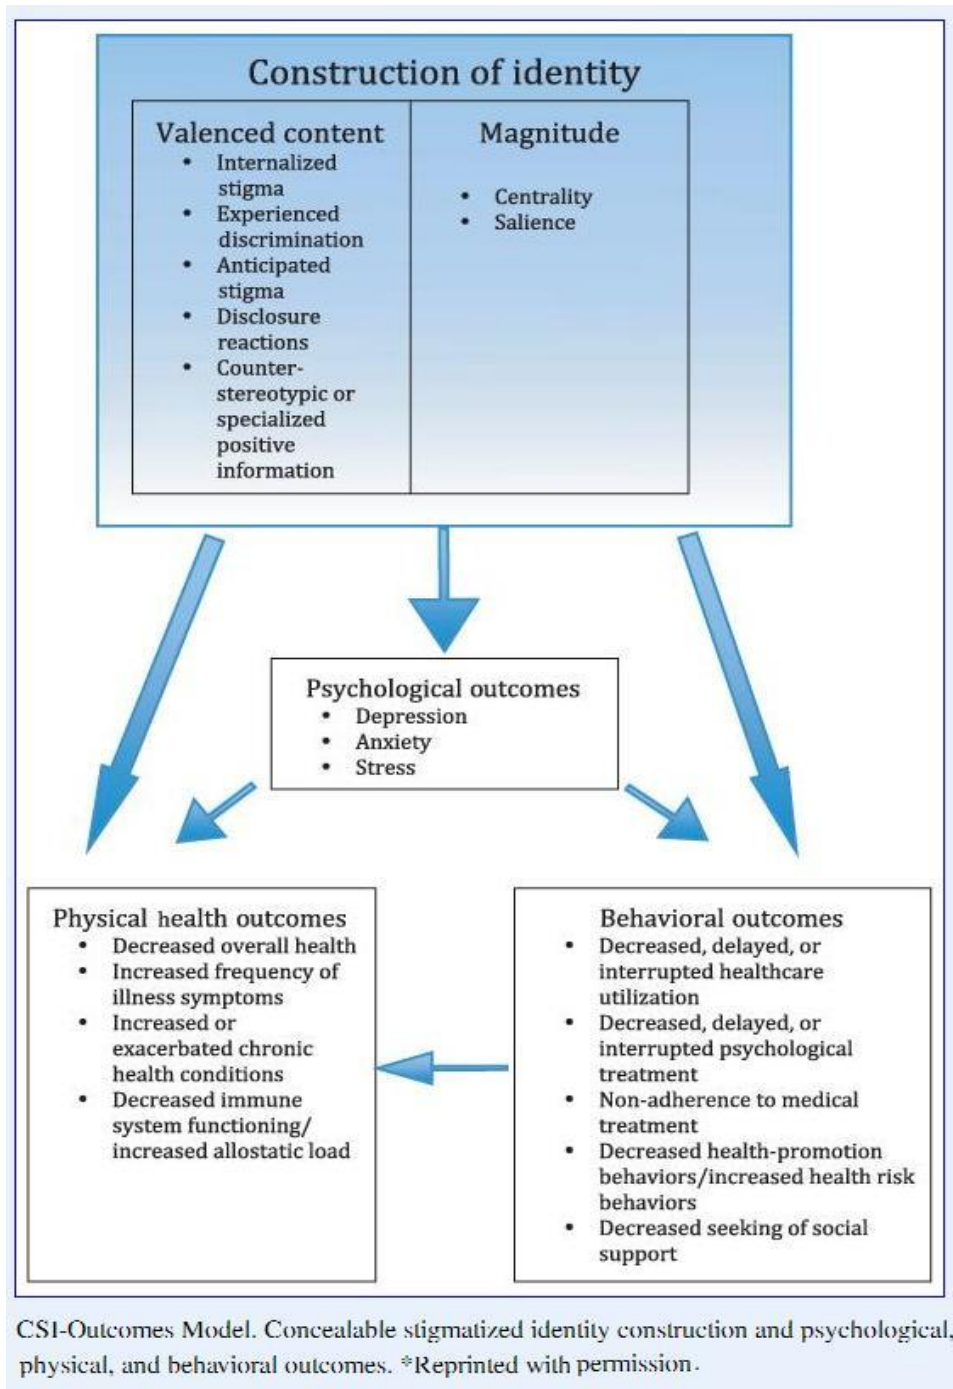 Construction of identity
Valenced content
• Internalized
stigma
• Experienced
discrimination
• Anticipated
stigma
• Disclosure
reactions
• Counter-
stereotypic or
specialized
positive
information
Magnitude
• Centrality
• Salience
Psychological outcomes
• Depression
• Anxiety
• Stress
Physical health outcomes
• Decreased overall health
• Increased frequency of
illness symptoms
• Increased or
exacerbated chronic
health conditions
• Decreased immune
system functioning/
increased allostatic load
Behavioral outcomes
• Decreased, delayed, or
interrupted healthcare
utilization
• Decreased, delayed, or
interrupted psychological
treatment
• Non-adherence to medical
treatment
• Decreased health-promotion
behaviors/increased health risk
behaviors
• Decreased seeking of social
support
CSI-Outcomes Model. Concealable stigmatized identity construction and psychological,
physical, and behavioral outcomes. *Reprinted with permission.